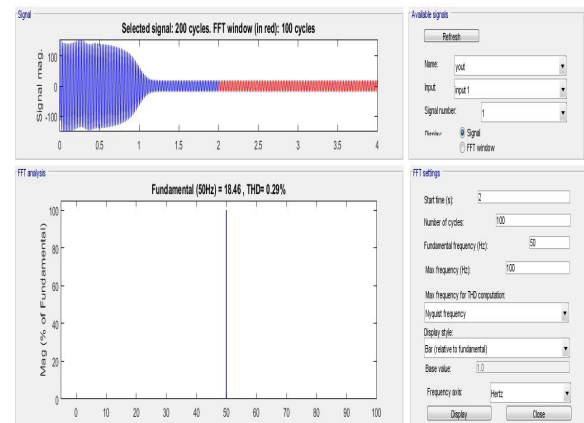 Signal
Selected signal: 200 cycles. FFT window (in red): 100 cycles
Signal mag.
100
0
-100
0 0.5 1 1.5 2 2.5 3 3.5 4
FFT analysis
Fundamental (50Hz) = 18.46 , THD= 0.29%
Mag (% of Fundamental)
100
80
60
40
20
0
0 10 20 30 40 50 60 70 80 90 100
Available signals
Refresh
Name: yout
Input: input 1
Signal number: 1
Display: Signal
FFT window
FFT settings
Start time (s): 2
Number of cycles: 100
Fundamental frequency (Hz): 50
Max frequency (Hz): 100
Max frequency for THD computation:
Nyquist frequency
Display style:
Bar (relative to fundamental)
Base value: 1.0
Frequency axis: Hertz
Display Close